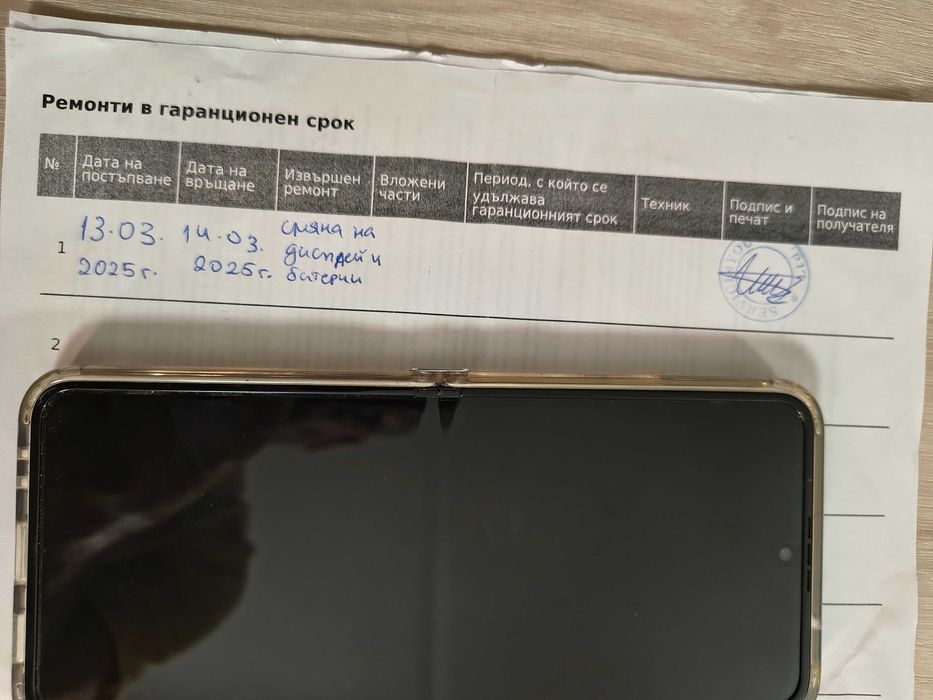 Ремонти в гаранционен срок
№ Дата на постъпване Дата на връщане Извършен ремонт Вложени части Период, с който се удължава гаранционният срок Техник Подпис и печат Подпис на получателя
1 13.03. 14.03. смяна на
2025г. 2025г. дисплей и
батерии
SERVICE
2